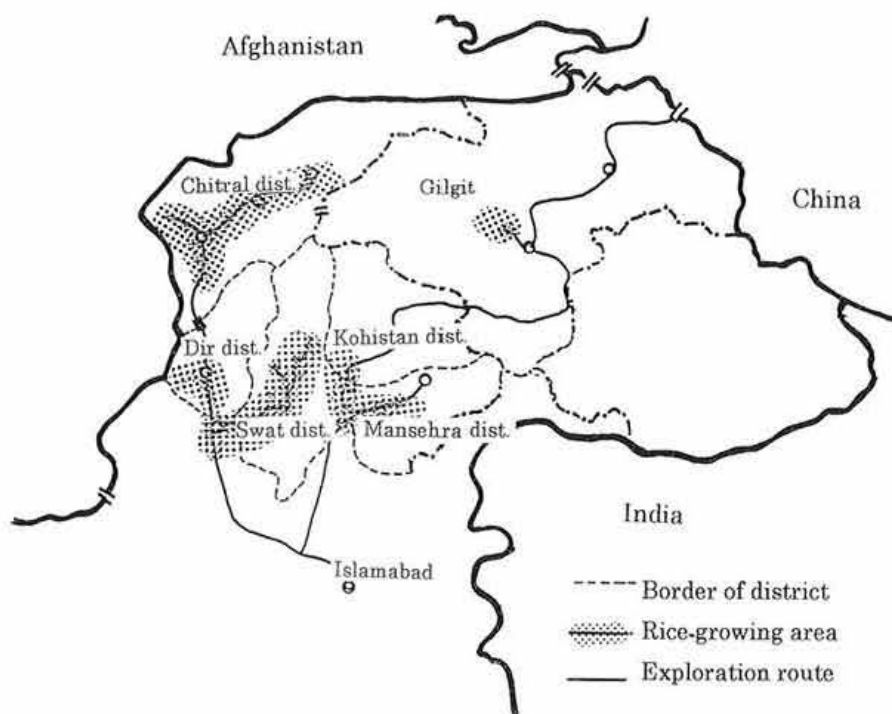 Afghanistan
Chitral dist.
Gilgit
China
Dir dist.
Kohistan dist.
Swat dist.
Mansehra dist.
India
Islamabad
Border of district
Rice-growing area
Exploration route